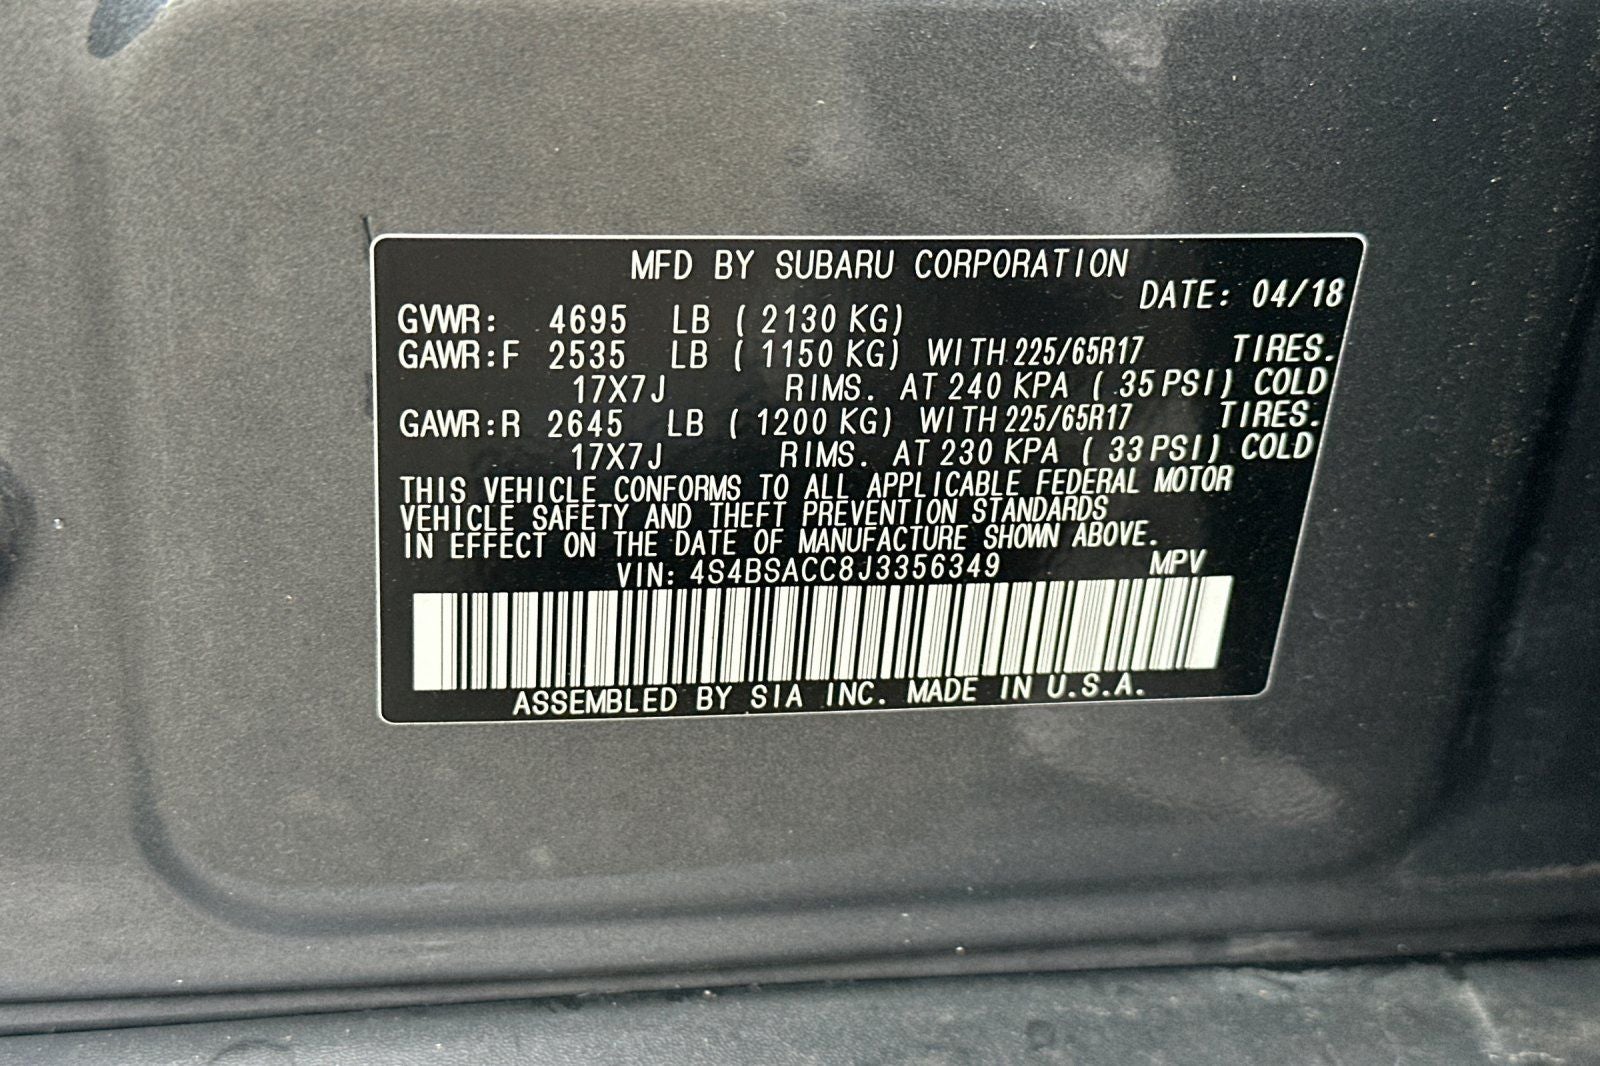 MFD BY SUBARU CORPORATION
DATE: 04/18
GVWR: 4695 LB ( 2130 KG)
GAWR:F 2535 LB ( 1150 KG) WITH 225/65R17 TIRES.
17X7J RIMS. AT 240 KPA ( 35 PSI) COLD
GAWR:R 2645 LB ( 1200 KG) WITH 225/65R17 TIRES.
17X7J RIMS. AT 230 KPA ( 33 PSI) COLD
THIS VEHICLE CONFORMS TO ALL APPLICABLE FEDERAL MOTOR
VEHICLE SAFETY AND THEFT PREVENTION STANDARDS
IN EFFECT ON THE DATE OF MANUFACTURE SHOWN ABOVE.
VIN: 4S4BSACC8J3356349 MPV
ASSEMBLED BY SIA INC. MADE IN U.S.A.